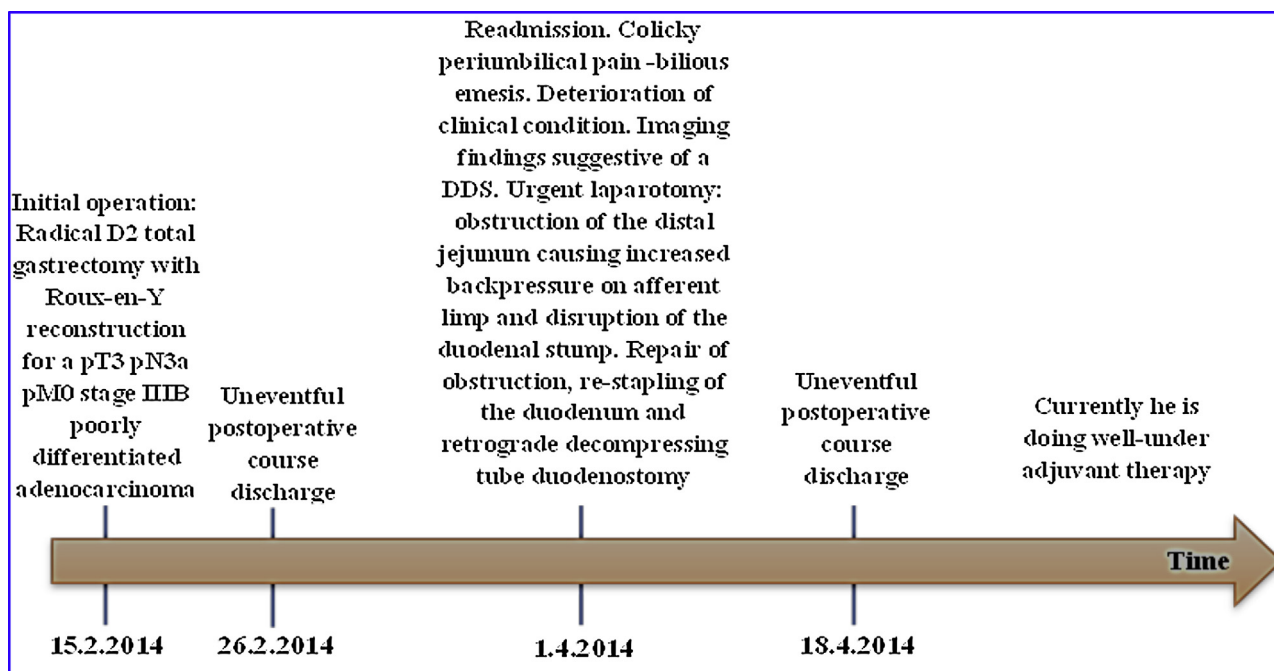 Initial operation:
Radical D2 total
gastrectomy with
Roux-en-Y
reconstruction
for a pT3 pN3a
pM0 stage IIIB
poorly
differentiated
adenocarcinoma
Uneventful
postoperative
course
discharge
Readmission. Colicky
periumbilical pain -bilious
emesis. Deterioration of
clinical condition. Imaging
findings suggestive of a
DDS. Urgent laparotomy:
obstruction of the distal
jejunum causing increased
backpressure on afferent
limp and disruption of the
duodenal stump. Repair of
obstruction, re-stapling of
the duodenum and
retrograde decompressing
tube duodenostomy
Uneventful
postoperative
course
discharge
Currently he is
doing well-under
adjuvant therapy
Time
15.2.2014
26.2.2014
1.4.2014
18.4.2014